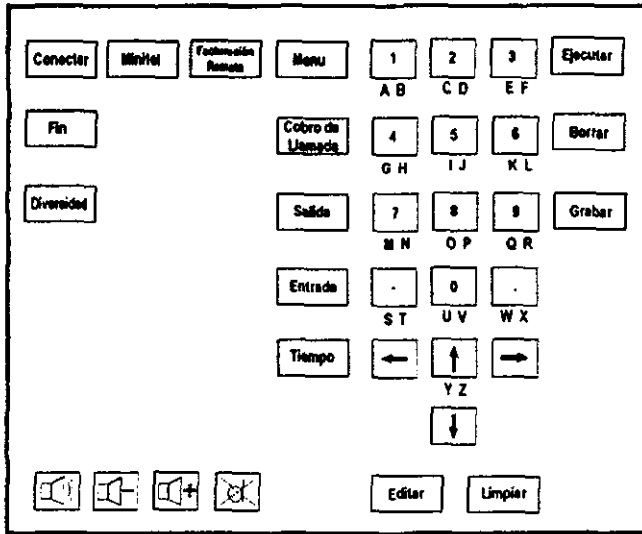 Conectar Minitel Facturación Remota Menu 1 2 3 Ejecutar
A B C D E F
Fin Cobro de Llamada 4 5 6 Borrar
G H I J K L
Diversidad Salida 7 8 9 Grabar
M N O P Q R
Entrada - 0 .
S T U V W X
Tiempo
Y Z
Editar Limpiar